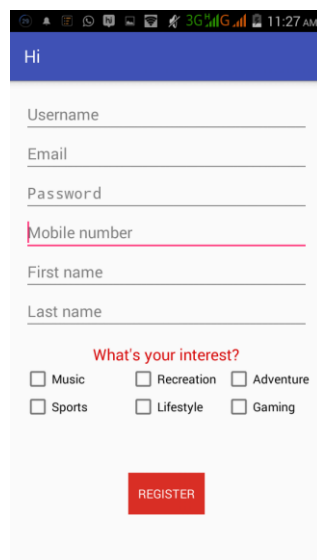 3G H G 11:27 AM
Hi
Username
Email
Password
Mobile number
First name
Last name
What's your interest?
Music Recreation Adventure
Sports Lifestyle Gaming
REGISTER